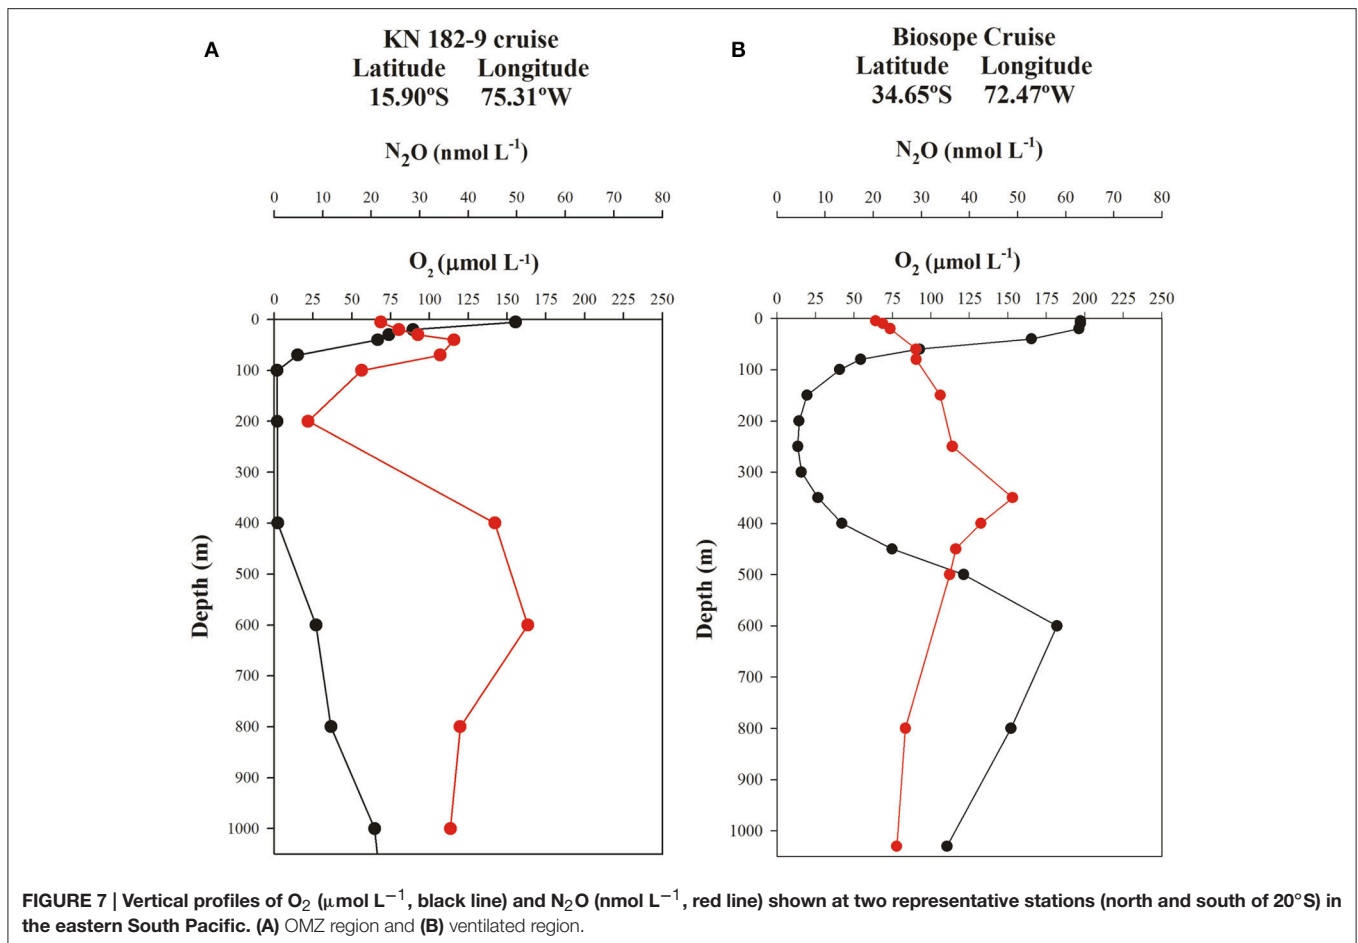 A
KN 182-9 cruise
Latitude Longitude
15.90ºS 75.31ºW
N₂O (nmol L⁻¹)
0 10 20 30 40 50 60 70 80
O₂ (μmol L⁻¹)
0 25 50 75 100 125 150 175 200 225 250
Depth (m)
0
100
200
300
400
500
600
700
800
900
1000
B
Biosope Cruise
Latitude Longitude
34.65ºS 72.47ºW
N₂O (nmol L⁻¹)
0 10 20 30 40 50 60 70 80
O₂ (μmol L⁻¹)
0 25 50 75 100 125 150 175 200 225 250
Depth (m)
0
100
200
300
400
500
600
700
800
900
1000
FIGURE 7 | Vertical profiles of O₂ (μmol L⁻¹, black line) and N₂O (nmol L⁻¹, red line) shown at two representative stations (north and south of 20°S) in
the eastern South Pacific. (A) OMZ region and (B) ventilated region.